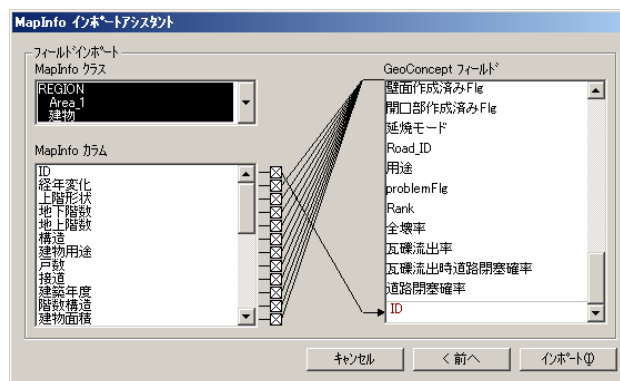 MapInfo インポートアシスタント
フィールドインポート
MapInfo クラス
REGION
Area_1
建物
MapInfo カラム
ID
経年変化
上階形状
地下階数
地上階数
構造
建物用途
戸数
接道
建築年度
階数構造
建物面積
GeoConcept フィールド
壁面作成済みFlg
開口部作成済みFlg
延焼モード
Road_ID
用途
problemFlg
Rank
全壊率
瓦礫流出率
瓦礫流出時道路閉塞確率
道路閉塞確率
ID
キャンセル
< 前へ
インポート(I)